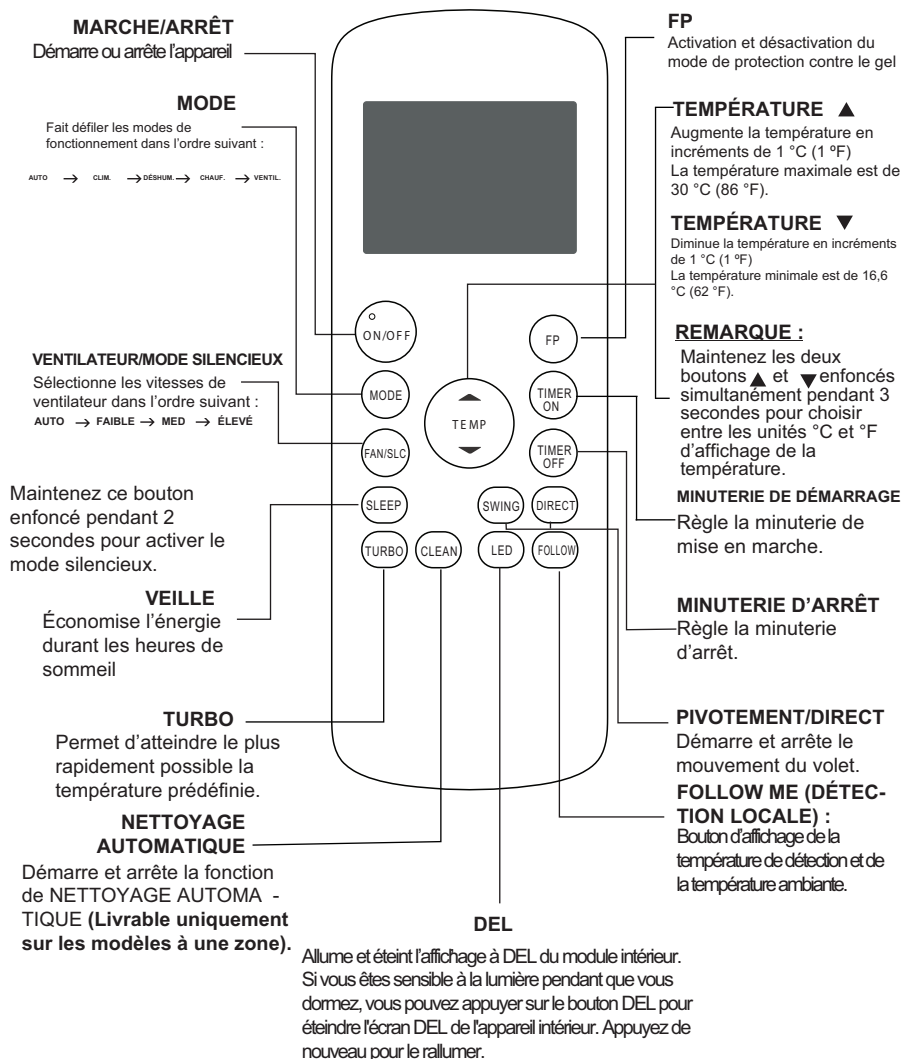 MARCHE/ARRÊT
Démarre ou arrête l'appareil
MODE
Fait défiler les modes de
fonctionnement dans l'ordre suivant :
AUTO → CLIM. → DÉSHUM. → CHAUF. → VENTIL.
VENTILATEUR/MODE SILENCIEUX
Sélectionne les vitesses de
ventilateur dans l'ordre suivant :
AUTO → FAIBLE → MED → ÉLEVÉ
Maintenez ce bouton
enfoncé pendant 2
secondes pour activer le
mode silencieux.
VEILLE
Économise l'énergie
durant les heures de
sommeil
TURBO
Permet d'atteindre le plus
rapidement possible la
température prédéfinie.
NETTOYAGE
AUTOMATIQUE
Démarre et arrête la fonction
de NETTOYAGE AUTOMA -
TIQUE (Livrable uniquement
sur les modèles à une zone).
ON/OFF
FP
MODE
TEMP
TIMER
ON
FAN/SLC
TIMER
OFF
SLEEP
SWING
DIRECT
TURBO
CLEAN
LED
FOLLOW
FP
Activation et désactivation du
mode de protection contre le gel
TEMPÉRATURE ▲
Augmente la température en
incréments de 1 °C (1 ºF)
La température maximale est de
30 °C (86 °F).
TEMPÉRATURE ▼
Diminue la température en incréments
de 1 °C (1 ºF)
La température minimale est de 16,6
°C (62 °F).
REMARQUE :
Maintenez les deux
boutons ▲ et ▼ enfoncés
simultanément pendant 3
secondes pour choisir
entre les unités °C et °F
d'affichage de la
température.
MINUTERIE DE DÉMARRAGE
Règle la minuterie de
mise en marche.
MINUTERIE D'ARRÊT
Règle la minuterie
d'arrêt.
PIVOTEMENT/DIRECT
Démarre et arrête le
mouvement du volet.
FOLLOW ME (DÉTEC-
TION LOCALE) :
Bouton d'affichage de la
température de détection et de
la température ambiante.
DEL
Allume et éteint l'affichage à DEL du module intérieur.
Si vous êtes sensible à la lumière pendant que vous
dormez, vous pouvez appuyer sur le bouton DEL pour
éteindre l'écran DEL de l'appareil intérieur. Appuyez de
nouveau pour le rallumer.